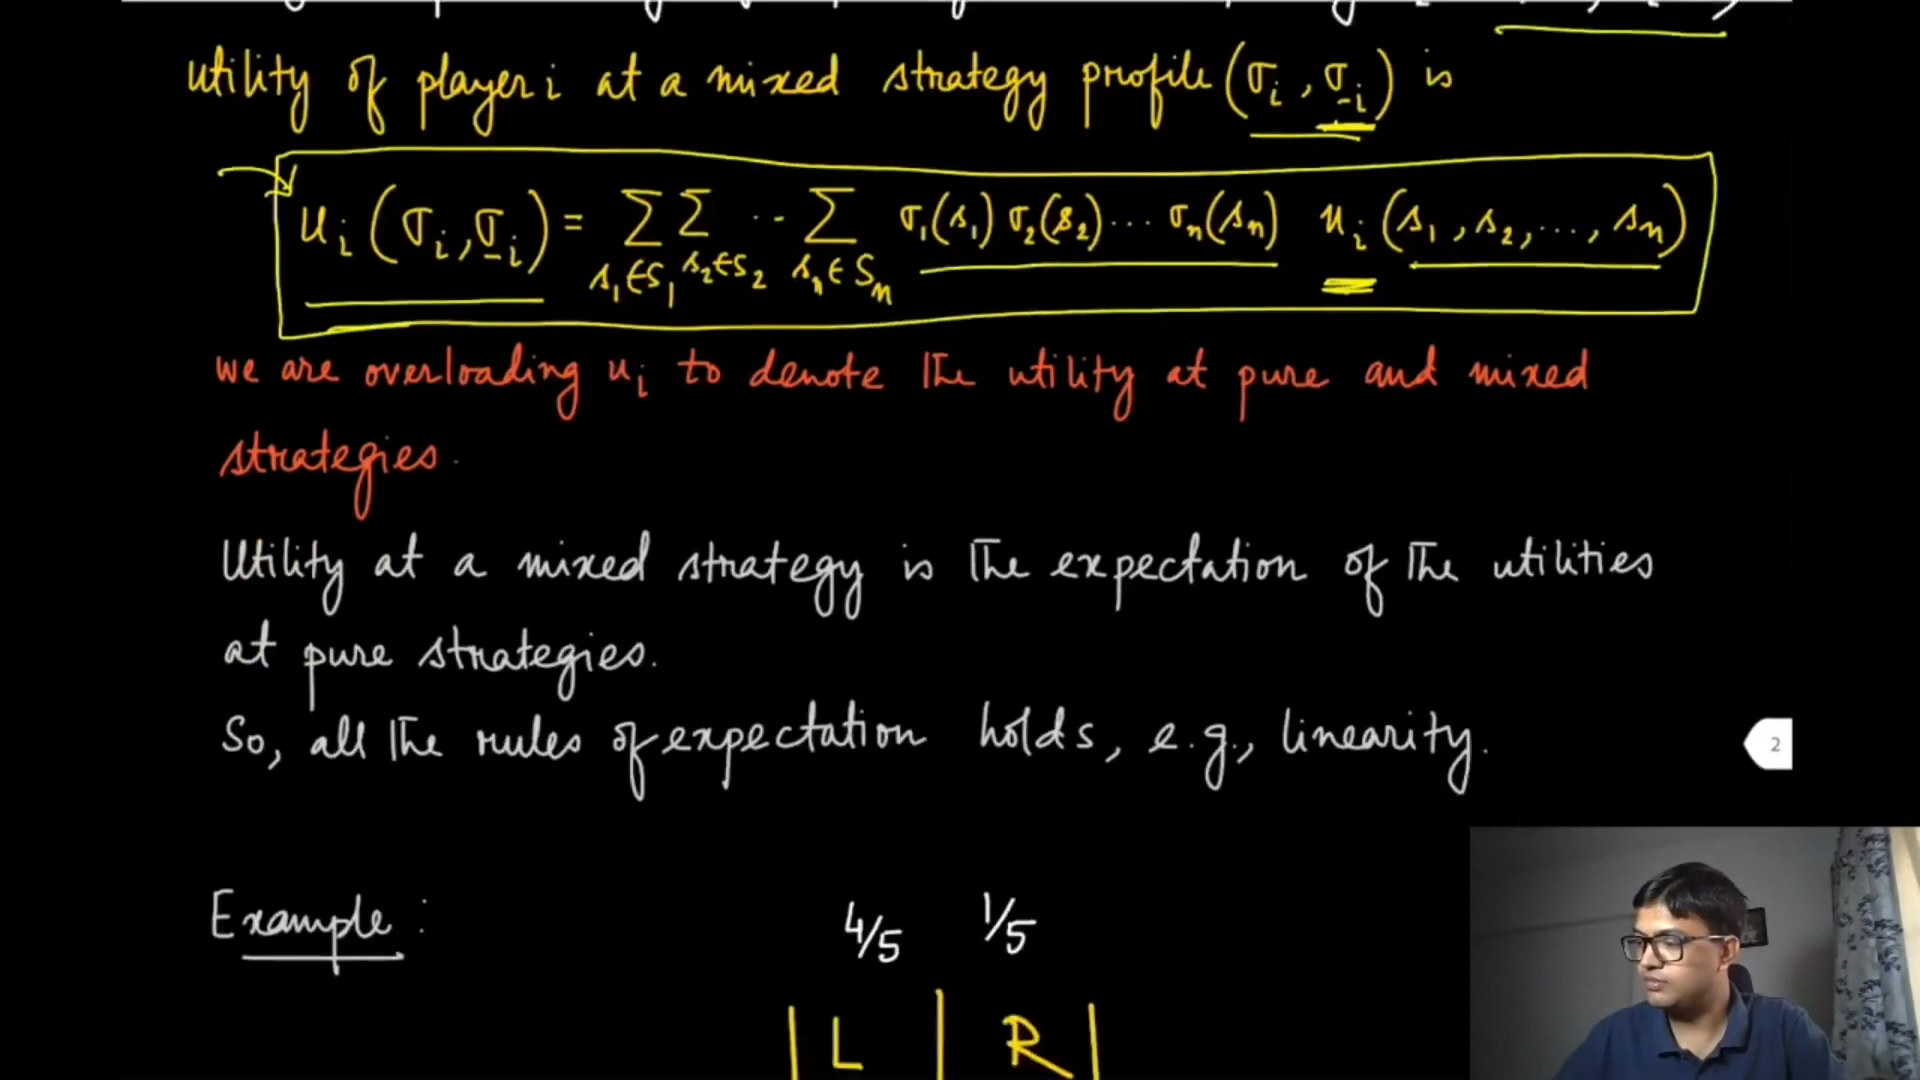 utility of player i at a mixed strategy profile (σᵢ, σ₋ᵢ) is
uᵢ(σᵢ, σ₋ᵢ) = Σ_{s₁∈S₁} Σ_{s₂∈S₂} ·· Σ_{sₙ∈Sₙ} σ₁(s₁) σ₂(s₂) ... σₙ(sₙ) uᵢ(s₁, s₂, ..., sₙ)
we are overloading uᵢ to denote the utility at pure and mixed
strategies.
Utility at a mixed strategy is the expectation of the utilities
at pure strategies.
So, all the rules of expectation holds, e.g., linearity.
2
Example :
4/5 1/5
L R